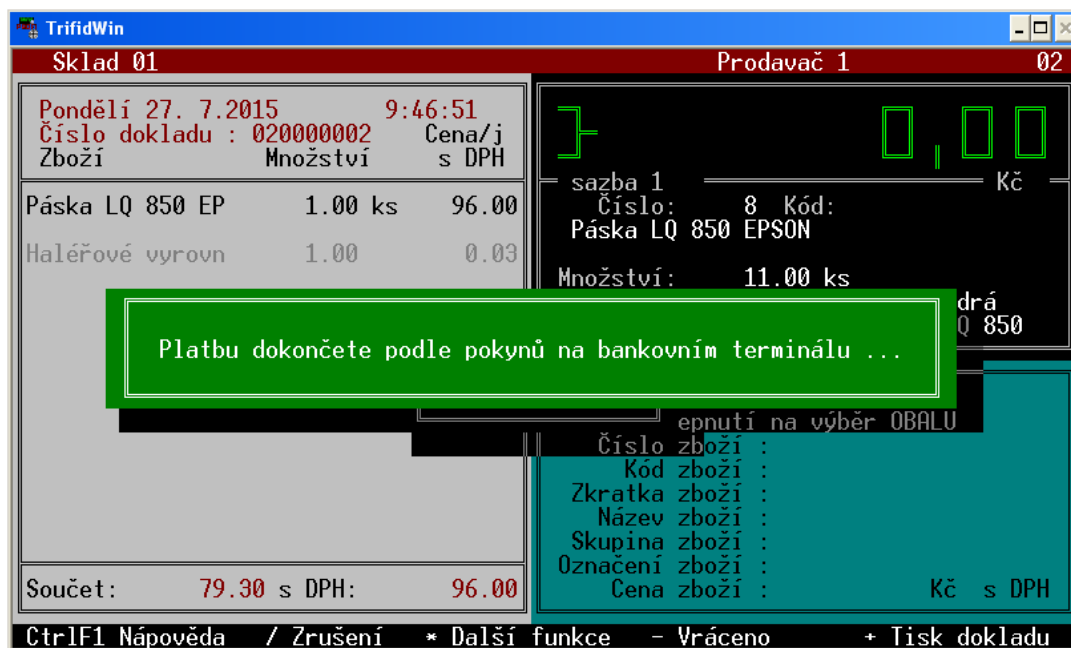 TrifidWin
Sklad 01 Prodavač 1 02
Pondělí 27. 7.2015 9:46:51
Číslo dokladu : 020000002 Cena/j
Zboží Množství s DPH
Páska LQ 850 EP 1.00 ks 96.00
Haléřové vyrovn 1.00 0.03
Součet: 79.30 s DPH: 96.00
0,00
sazba 1 Kč
Číslo: 8 Kód:
Páska LQ 850 EPSON
Množství: 11.00 ks
drá
Q 850
Platbu dokončete podle pokynů na bankovním terminálu ...
epnutí na výběr OBALU
Číslo zboží :
Kód zboží :
Zkratka zboží :
Název zboží :
Skupina zboží :
Označení zboží :
Cena zboží : Kč s DPH
CtrlF1 Nápověda / Zrušení * Další funkce - Vráceno + Tisk dokladu